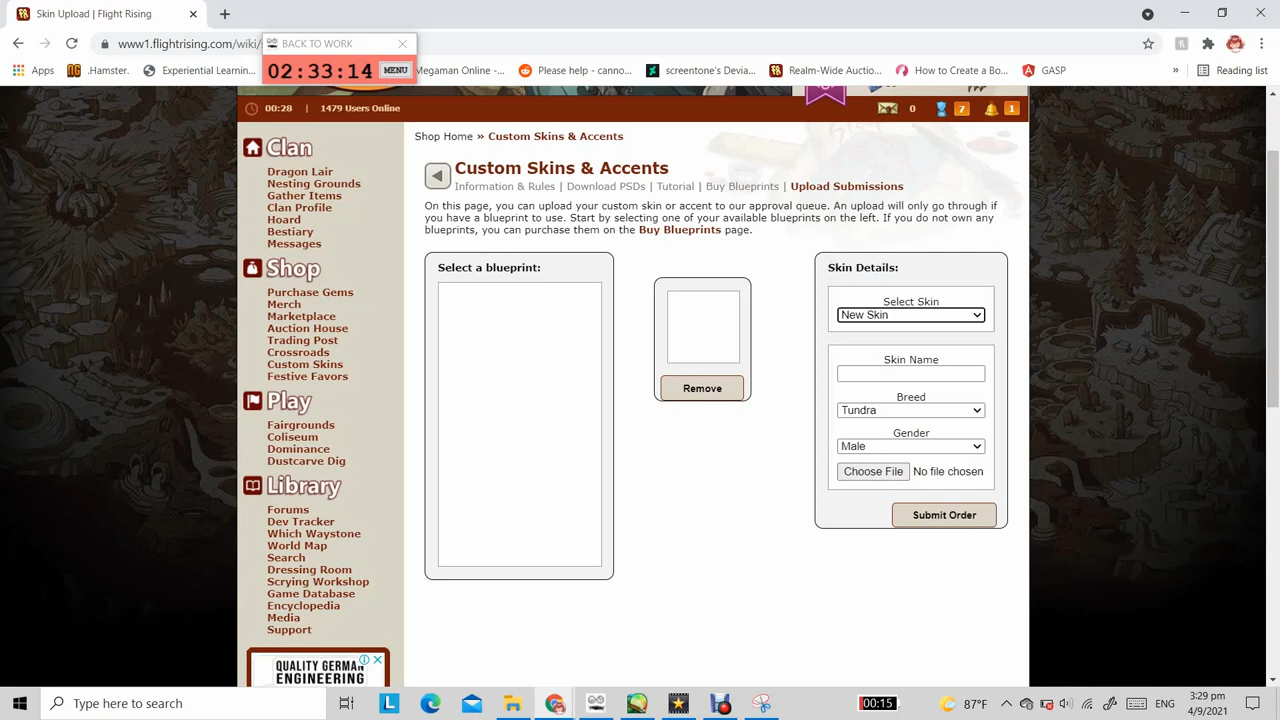 Skin Upload | Flight Rising
www1.flightrising.com/wiki/s
BACK TO WORK
02:33:14
MENU
Apps
.Hamster.
Experiential Learnin...
Megaman Online -...
Please help - canno...
screentone's Devia...
Realm-Wide Auctio...
How to Create a Bo...
GASP
»
Reading list
00:28 | 1479 Users Online
0
7
1
Clan
Dragon Lair
Nesting Grounds
Gather Items
Clan Profile
Hoard
Bestiary
Messages
Shop
Purchase Gems
Merch
Marketplace
Auction House
Trading Post
Crossroads
Custom Skins
Festive Favors
Play
Fairgrounds
Coliseum
Dominance
Dustcarve Dig
Library
Forums
Dev Tracker
Which Waystone
World Map
Search
Dressing Room
Scrying Workshop
Game Database
Encyclopedia
Media
Support
QUALITY GERMAN
ENGINEERING
Shop Home » Custom Skins & Accents
Custom Skins & Accents
Information & Rules | Download PSDs | Tutorial | Buy Blueprints | Upload Submissions
On this page, you can upload your custom skin or accent to our approval queue. An upload will only go through if
you have a blueprint to use. Start by selecting one of your available blueprints on the left. If you do not own any
blueprints, you can purchase them on the Buy Blueprints page.
Select a blueprint:
Remove
Skin Details:
Select Skin
New Skin
Skin Name
Breed
Tundra
Gender
Male
Choose File No file chosen
Submit Order
Type here to search
L
00:15
87°F
3:29 pm
4/9/2021